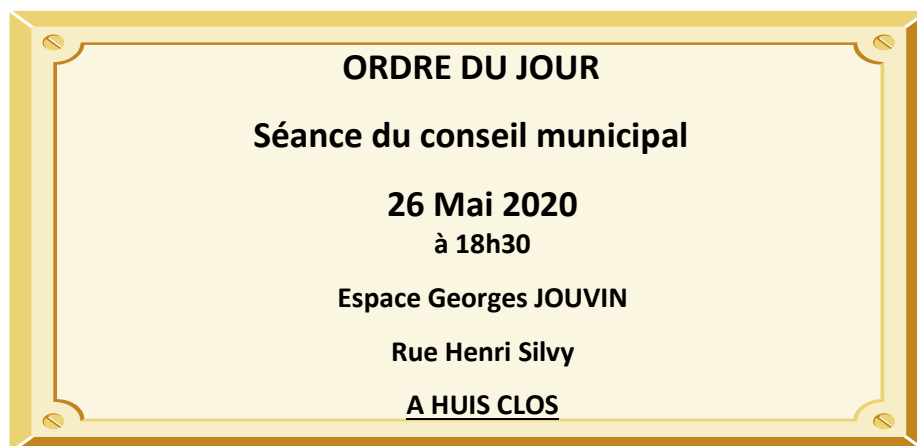 ORDRE DU JOUR
Séance du conseil municipal
26 Mai 2020
à 18h30
Espace Georges JOUVIN
Rue Henri Silvy
A HUIS CLOS